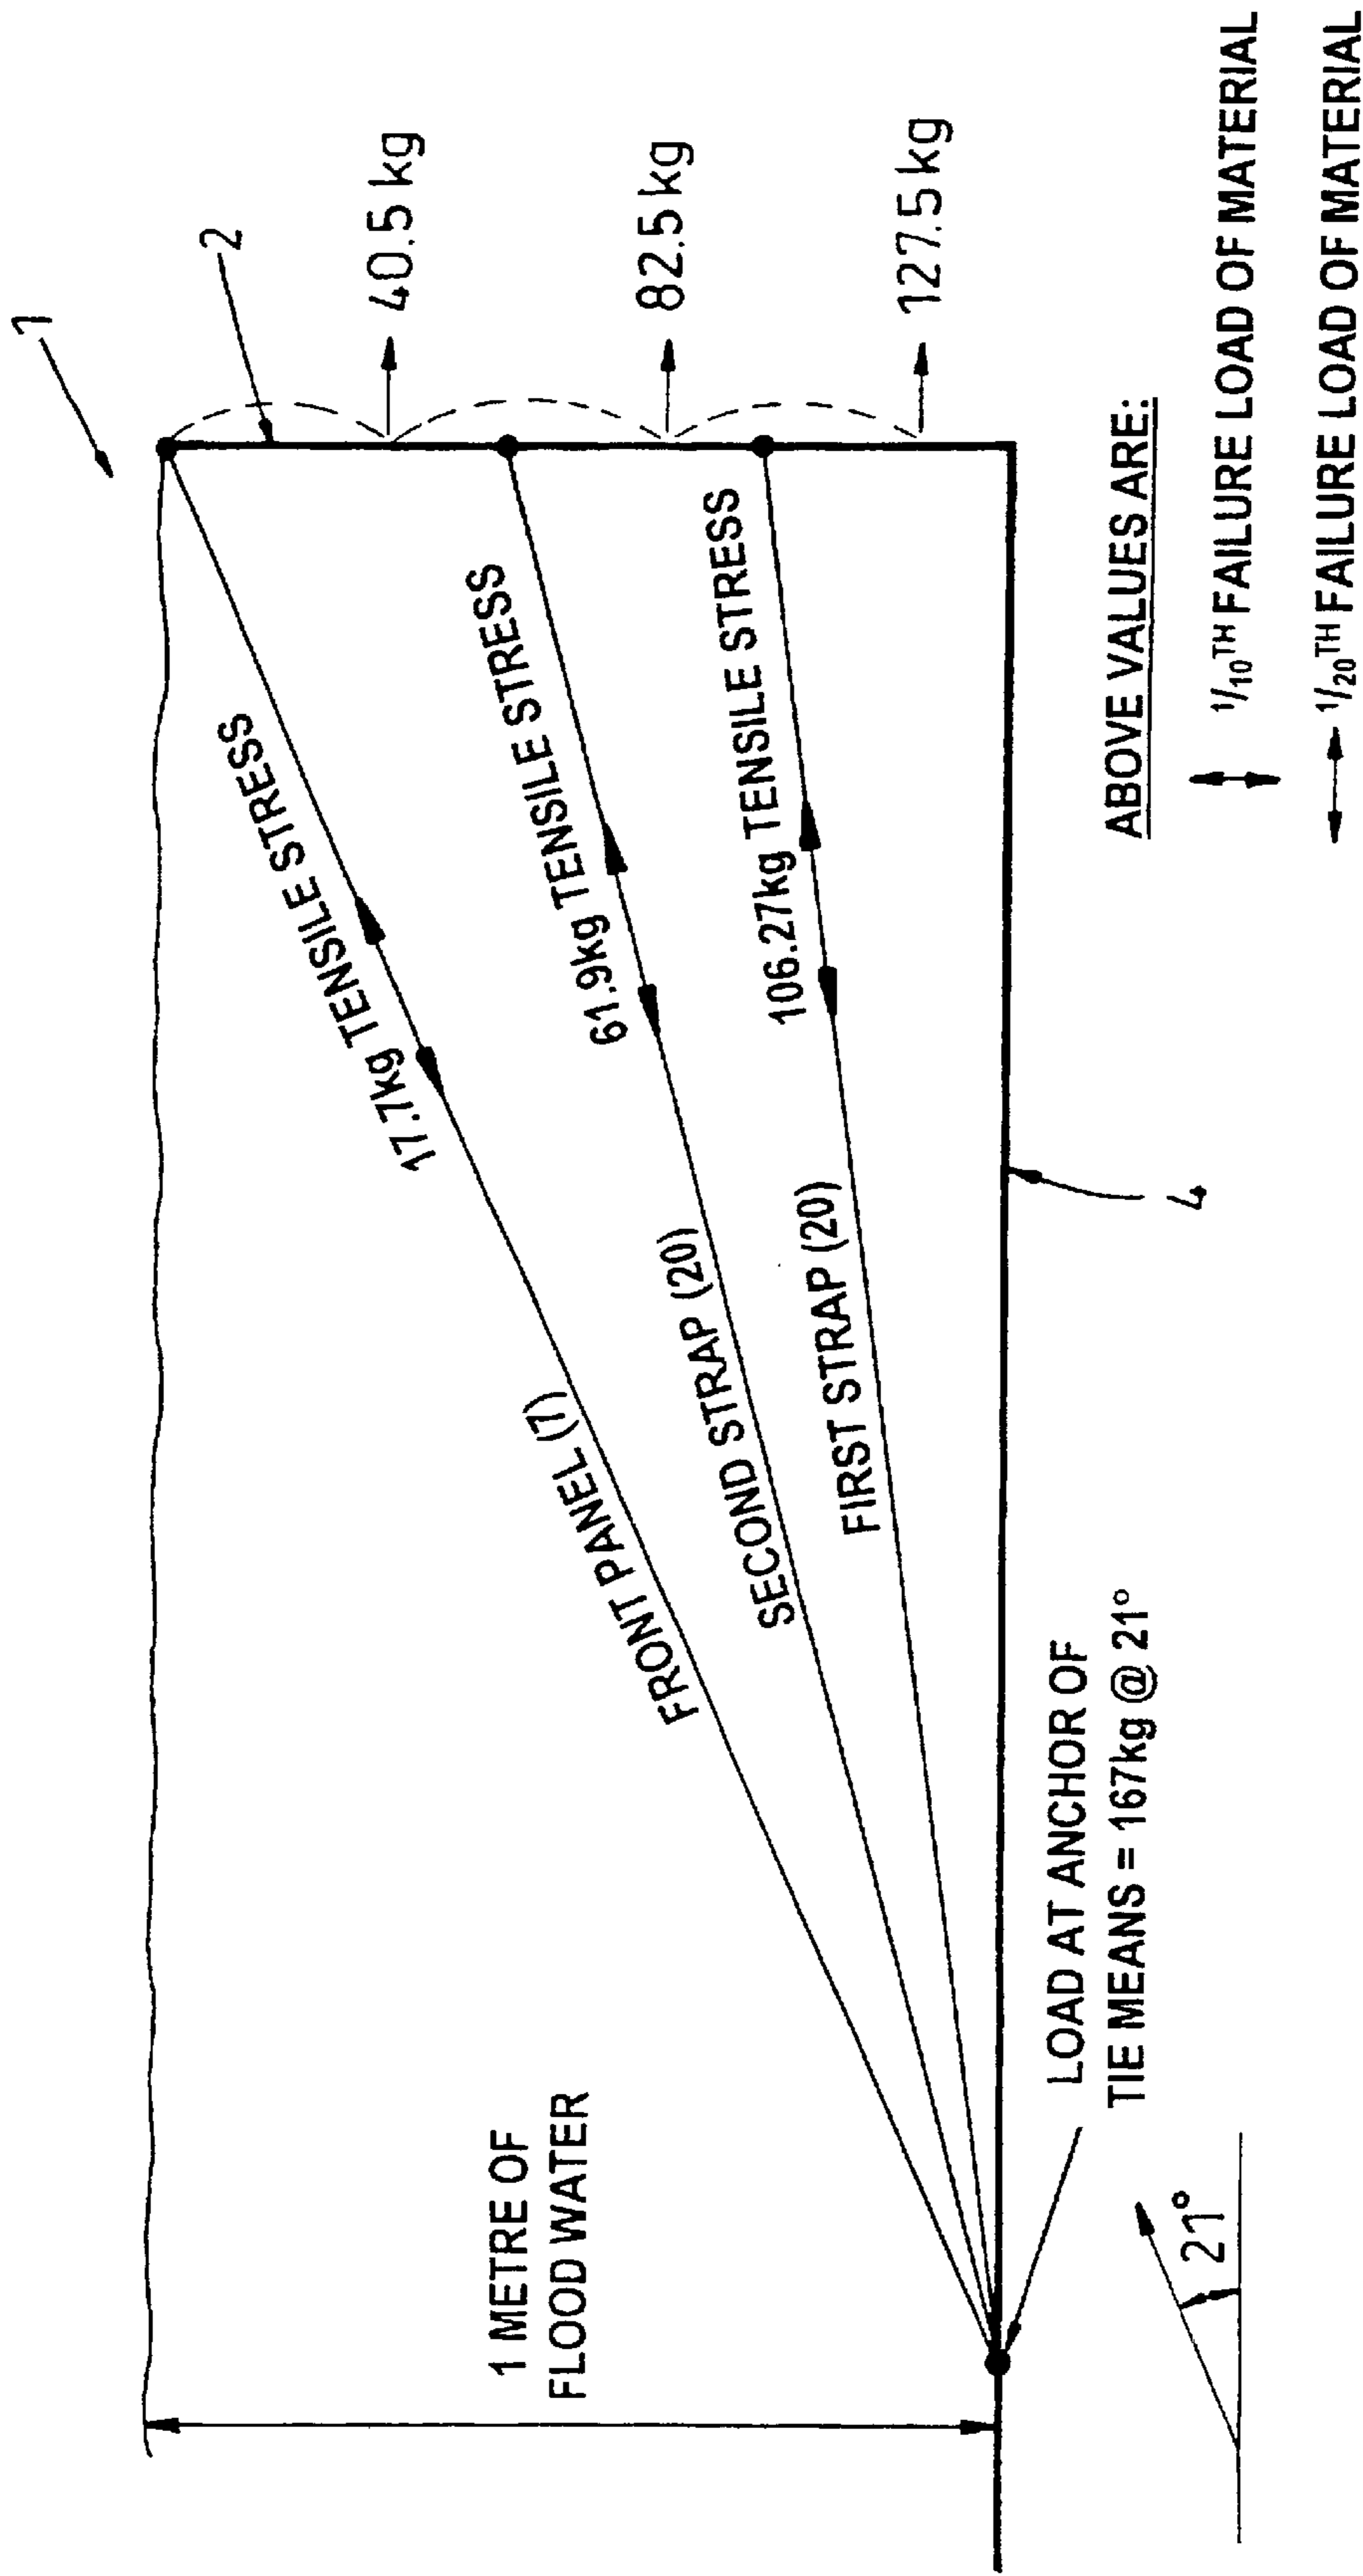 1
2
40.5 kg
82.5 kg
127.5 kg
17.7kg TENSILE STRESS
61.9kg TENSILE STRESS
106.27kg TENSILE STRESS
FRONT PANEL (7)
SECOND STRAP (20)
FIRST STRAP (20)
1 METRE OF
FLOOD WATER
4
LOAD AT ANCHOR OF
TIE MEANS = 167kg @ 21°
21°
ABOVE VALUES ARE:
1/10TH FAILURE LOAD OF MATERIAL
1/20TH FAILURE LOAD OF MATERIAL